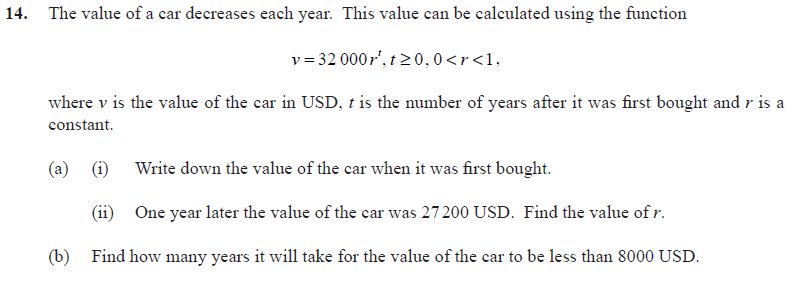 14. The value of a car decreases each year. This value can be calculated using the function
v = 32 000r^t, t ≥ 0, 0 < r < 1,
where v is the value of the car in USD, t is the number of years after it was first bought and r is a
constant.
(a) (i) Write down the value of the car when it was first bought.
(ii) One year later the value of the car was 27 200 USD. Find the value of r.
(b) Find how many years it will take for the value of the car to be less than 8000 USD.